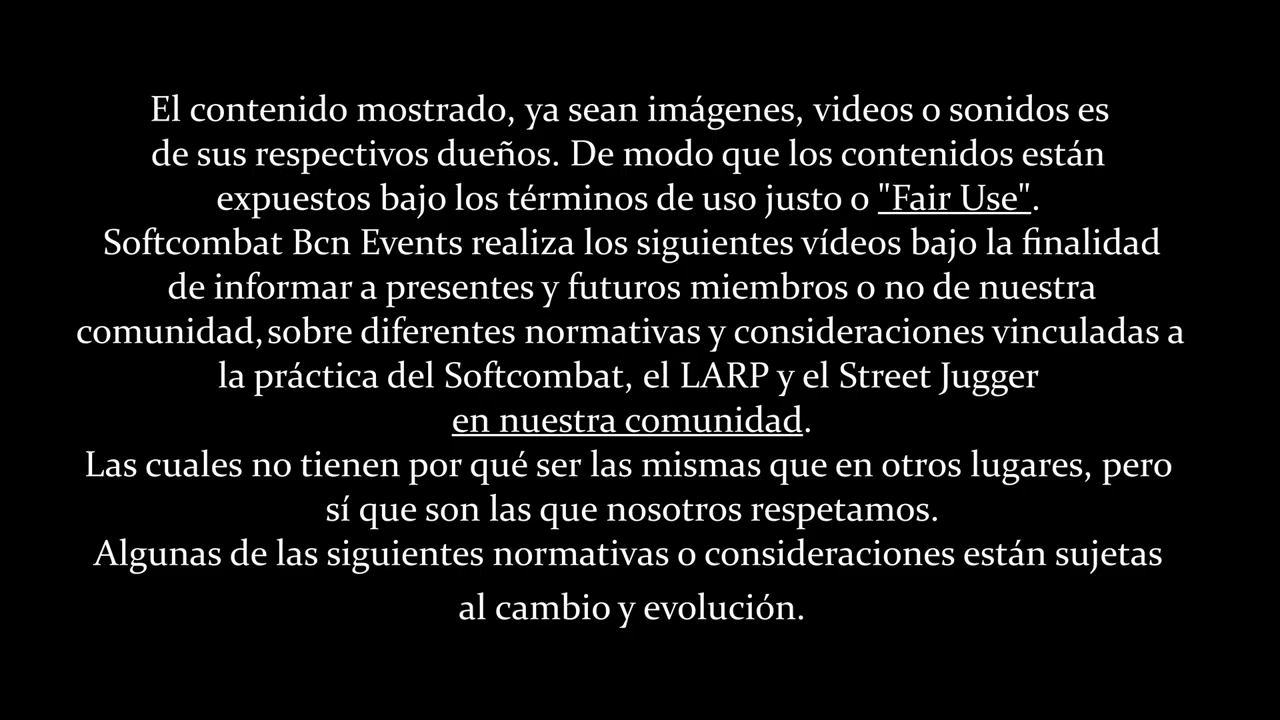 El contenido mostrado, ya sean imágenes, videos o sonidos es
de sus respectivos dueños. De modo que los contenidos están
expuestos bajo los términos de uso justo o "Fair Use".
Softcombat Bcn Events realiza los siguientes vídeos bajo la finalidad
de informar a presentes y futuros miembros o no de nuestra
comunidad, sobre diferentes normativas y consideraciones vinculadas a
la práctica del Softcombat, el LARP y el Street Jugger
en nuestra comunidad.
Las cuales no tienen por qué ser las mismas que en otros lugares, pero
sí que son las que nosotros respetamos.
Algunas de las siguientes normativas o consideraciones están sujetas
al cambio y evolución.